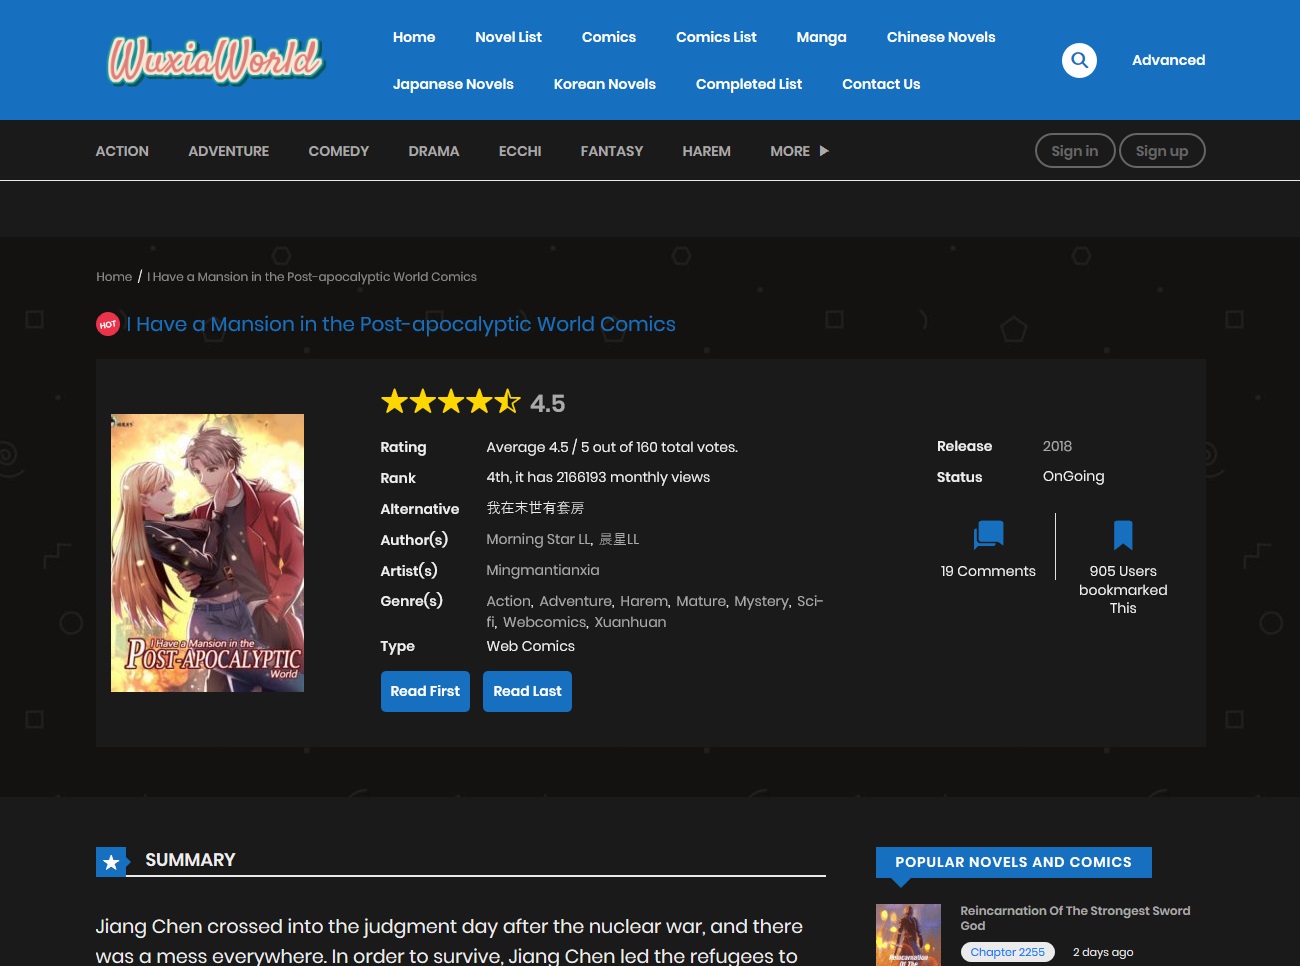 WuxiaWorld
Home Novel List Comics Comics List Manga Chinese Novels
Japanese Novels Korean Novels Completed List Contact Us
Advanced
ACTION ADVENTURE COMEDY DRAMA ECCHI FANTASY HAREM MORE
Sign in Sign up
Home / I Have a Mansion in the Post-apocalyptic World Comics
HOT I Have a Mansion in the Post-apocalyptic World Comics
I Have a Mansion in the
POST-APOCALYPTIC
World
4.5
Rating Average 4.5 / 5 out of 160 total votes.
Rank 4th, it has 2166193 monthly views
Alternative 我在末世有套房
Author(s) Morning Star LL, 晨星LL
Artist(s) Mingmantianxia
Genre(s) Action, Adventure, Harem, Mature, Mystery, Sci-
fi, Webcomics, Xuanhuan
Type Web Comics
Read First Read Last
Release 2018
Status OnGoing
19 Comments
905 Users
bookmarked
This
SUMMARY
Jiang Chen crossed into the judgment day after the nuclear war, and there
was a mess everywhere. In order to survive, Jiang Chen led the refugees to
POPULAR NOVELS AND COMICS
Reincarnation Of The Strongest Sword
God
Chapter 2255 2 days ago
Reincarnation
Of The